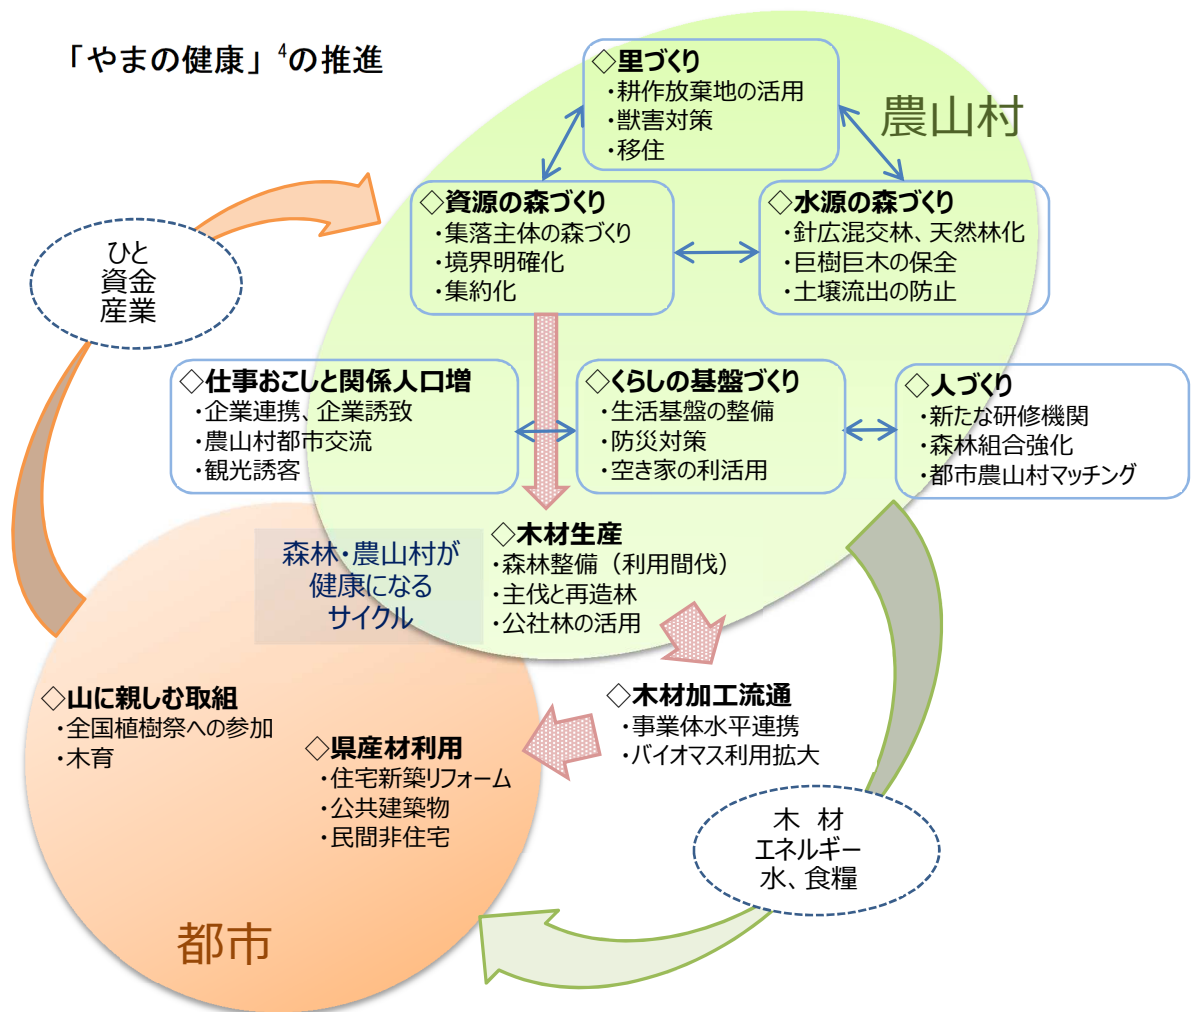 「やまの健康」⁴の推進
農山村
◇里づくり
・耕作放棄地の活用
・獣害対策
・移住
◇資源の森づくり
・集落主体の森づくり
・境界明確化
・集約化
◇水源の森づくり
・針広混交林、天然林化
・巨樹巨木の保全
・土壌流出の防止
ひと
資金
産業
◇仕事おこしと関係人口増
・企業連携、企業誘致
・農山村都市交流
・観光誘客
◇くらしの基盤づくり
・生活基盤の整備
・防災対策
・空き家の利活用
◇人づくり
・新たな研修機関
・森林組合強化
・都市農山村マッチング
森林・農山村が
健康になる
サイクル
◇木材生産
・森林整備（利用間伐）
・主伐と再造林
・公社林の活用
◇木材加工流通
・事業体水平連携
・バイオマス利用拡大
◇山に親しむ取組
・全国植樹祭への参加
・木育
◇県産材利用
・住宅新築リフォーム
・公共建築物
・民間非住宅
木 材
エネルギー
水、食糧
都市